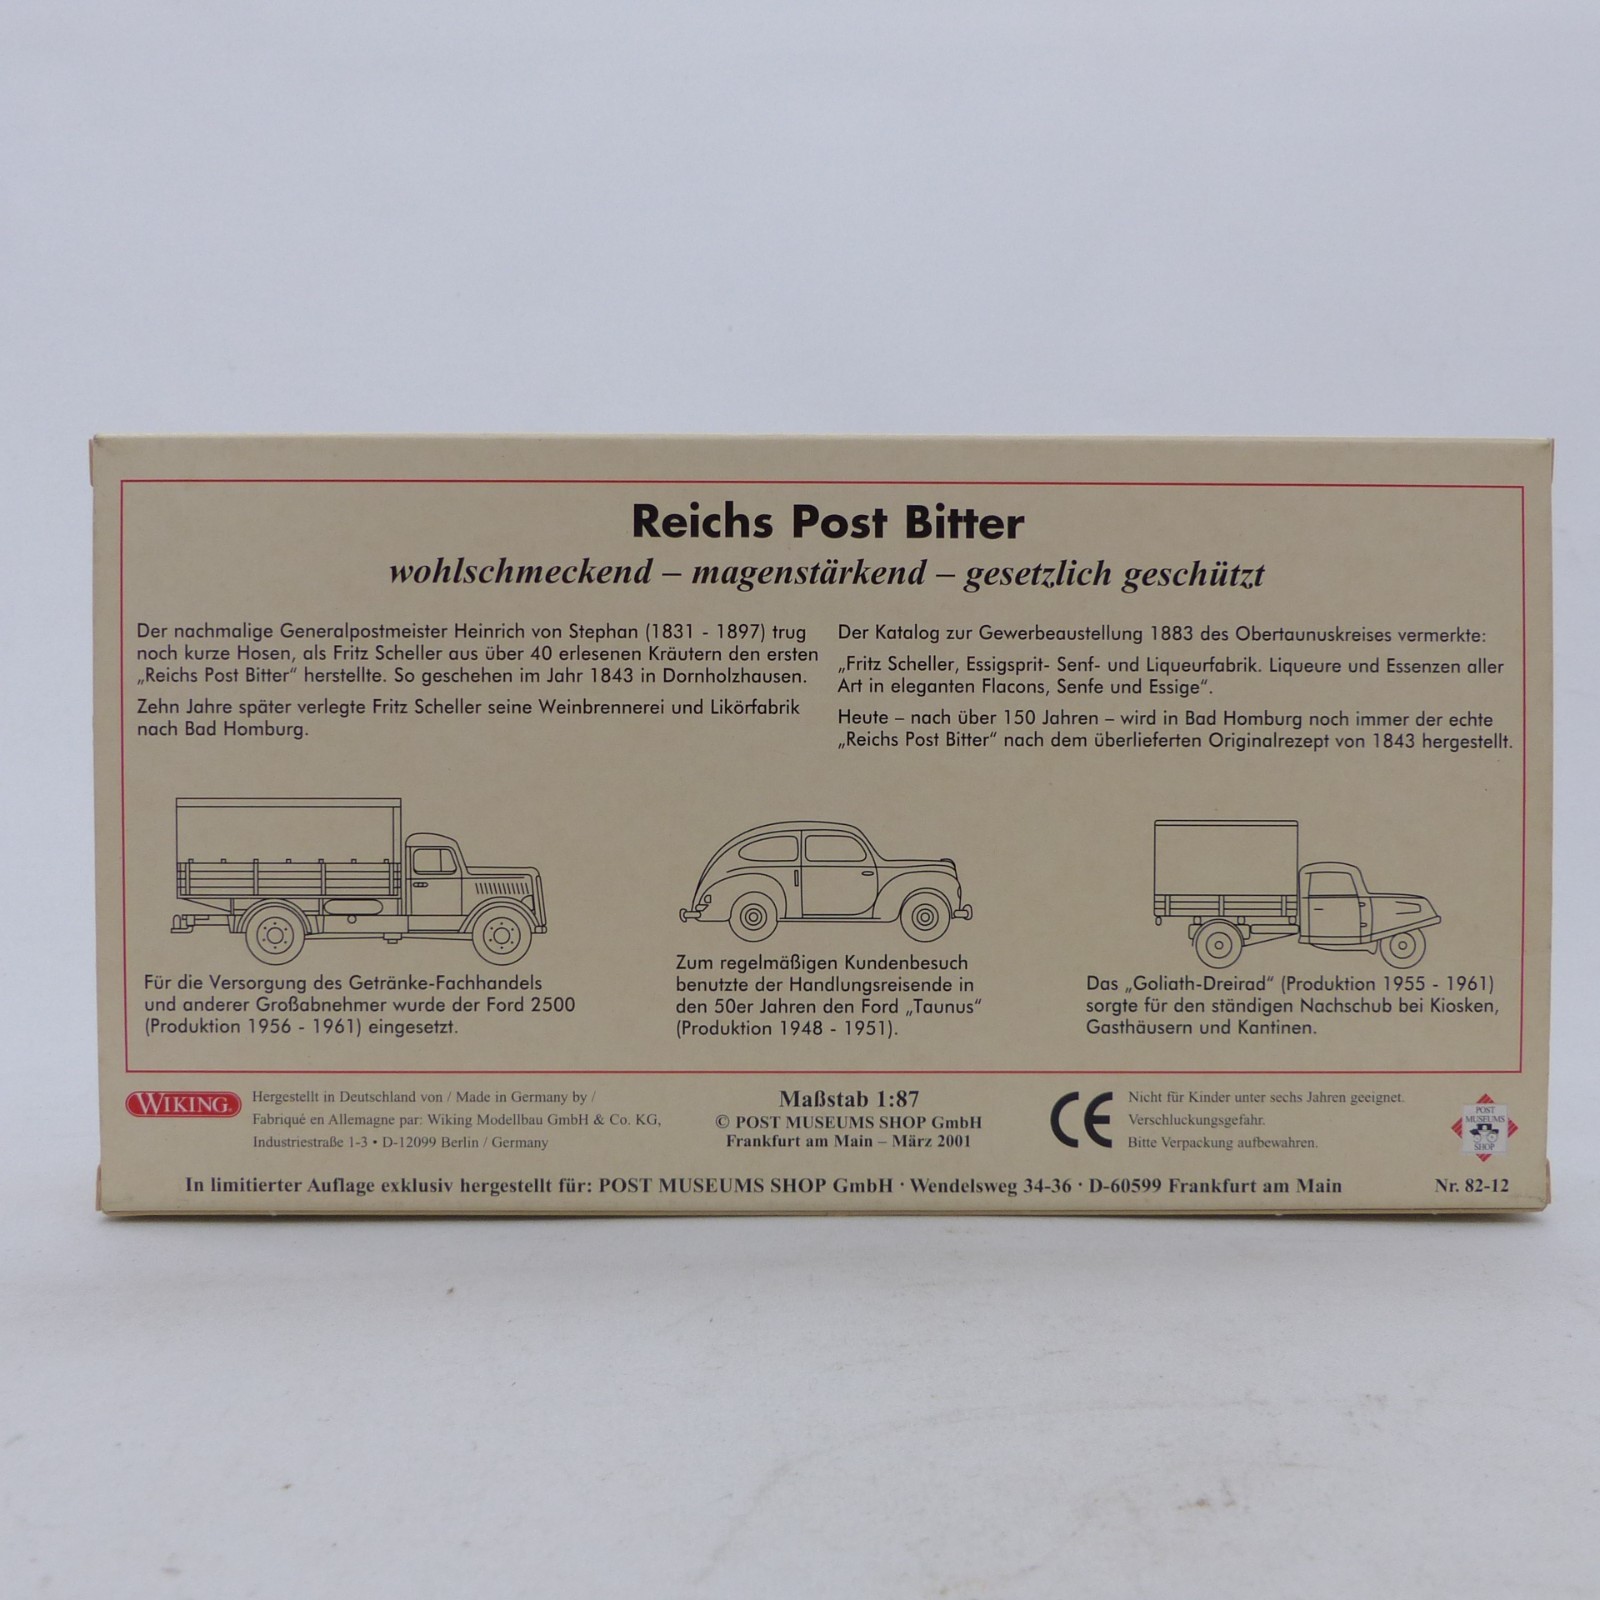 Reichs Post Bitter
wohlschmeckend – magenstärkend – gesetzlich geschützt
Der nachmalige Generalpostmeister Heinrich von Stephan (1831 - 1897) trug
noch kurze Hosen, als Fritz Scheller aus über 40 erlesenen Kräutern den ersten
„Reichs Post Bitter“ herstellte. So geschehen im Jahr 1843 in Dornholzhausen.
Zehn Jahre später verlegte Fritz Scheller seine Weinbrennerei und Likörfabrik
nach Bad Homburg.
Der Katalog zur Gewerbeaustellung 1883 des Obertaunuskreises vermerkte:
„Fritz Scheller, Essigsprit- Senf- und Liqueurfabrik. Liqueure und Essenzen aller
Art in eleganten Flacons, Senfe und Essige“.
Heute – nach über 150 Jahren – wird in Bad Homburg noch immer der echte
„Reichs Post Bitter“ nach dem überlieferten Originalrezept von 1843 hergestellt.
Für die Versorgung des Getränke-Fachhandels
und anderer Großabnehmer wurde der Ford 2500
(Produktion 1956 - 1961) eingesetzt.
Zum regelmäßigen Kundenbesuch
benutzte der Handlungsreisende in
den 50er Jahren den Ford „Taunus“
(Produktion 1948 - 1951).
Das „Goliath-Dreirad“ (Produktion 1955 - 1961)
sorgte für den ständigen Nachschub bei Kiosken,
Gasthäusern und Kantinen.
WIKING®
Hergestellt in Deutschland von / Made in Germany by /
Fabriqué en Allemagne par: Wiking Modellbau GmbH & Co. KG,
Industriestraße 1-3 • D-12099 Berlin / Germany
Maßstab 1:87
© POST MUSEUMS SHOP GmbH
Frankfurt am Main – März 2001
CE
Nicht für Kinder unter sechs Jahren geeignet.
Verschluckungsgefahr.
Bitte Verpackung aufbewahren.
POST
MUSEUMS
SHOP
In limitierter Auflage exklusiv hergestellt für: POST MUSEUMS SHOP GmbH · Wendelsweg 34-36 · D-60599 Frankfurt am Main
Nr. 82-12